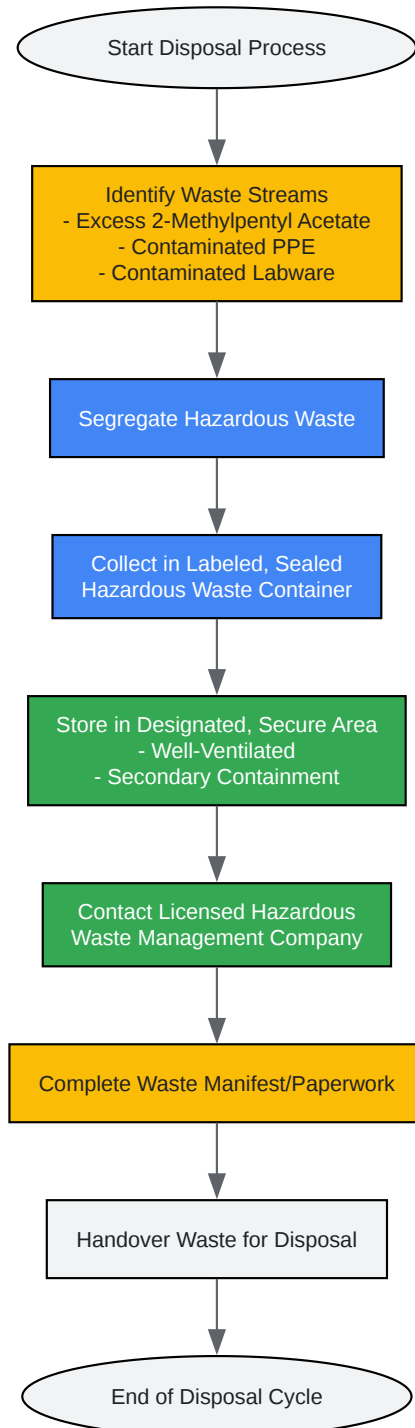 Start Disposal Process
Identify Waste Streams
- Excess 2-Methylpentyl Acetate
- Contaminated PPE
- Contaminated Labware
Segregate Hazardous Waste
Collect in Labeled, Sealed
Hazardous Waste Container
Store in Designated, Secure Area
- Well-Ventilated
- Secondary Containment
Contact Licensed Hazardous
Waste Management Company
Complete Waste Manifest/Paperwork
Handover Waste for Disposal
End of Disposal Cycle